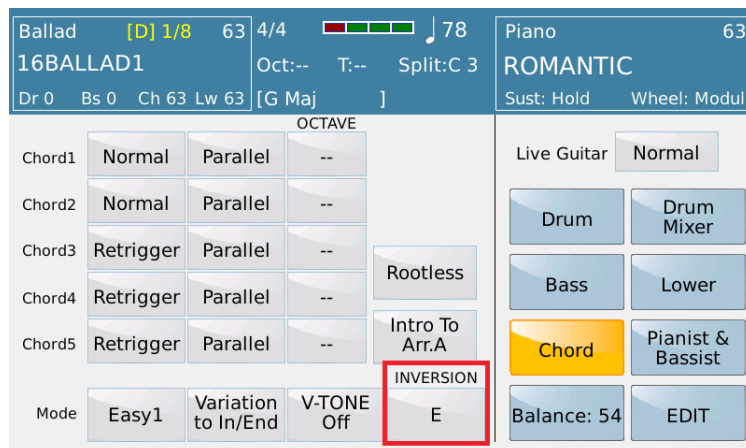 Ballad [D] 1/8 63
16BALLAD1
Dr 0 Bs 0 Ch 63 Lw 63
4/4 78
Oct:-- T:-- Split:C 3
[G Maj ]
Piano 63
ROMANTIC
Sust: Hold Wheel: Modul
OCTAVE
Chord1 Normal Parallel --
Chord2 Normal Parallel --
Chord3 Retrigger Parallel --
Chord4 Retrigger Parallel --
Chord5 Retrigger Parallel --
Rootless
Intro To
Arr.A
INVERSION
Mode Easy1 Variation
to In/End V-TONE
Off E
Live Guitar Normal
Drum Drum
Mixer
Bass Lower
Chord Pianist &
Bassist
Balance: 54 EDIT